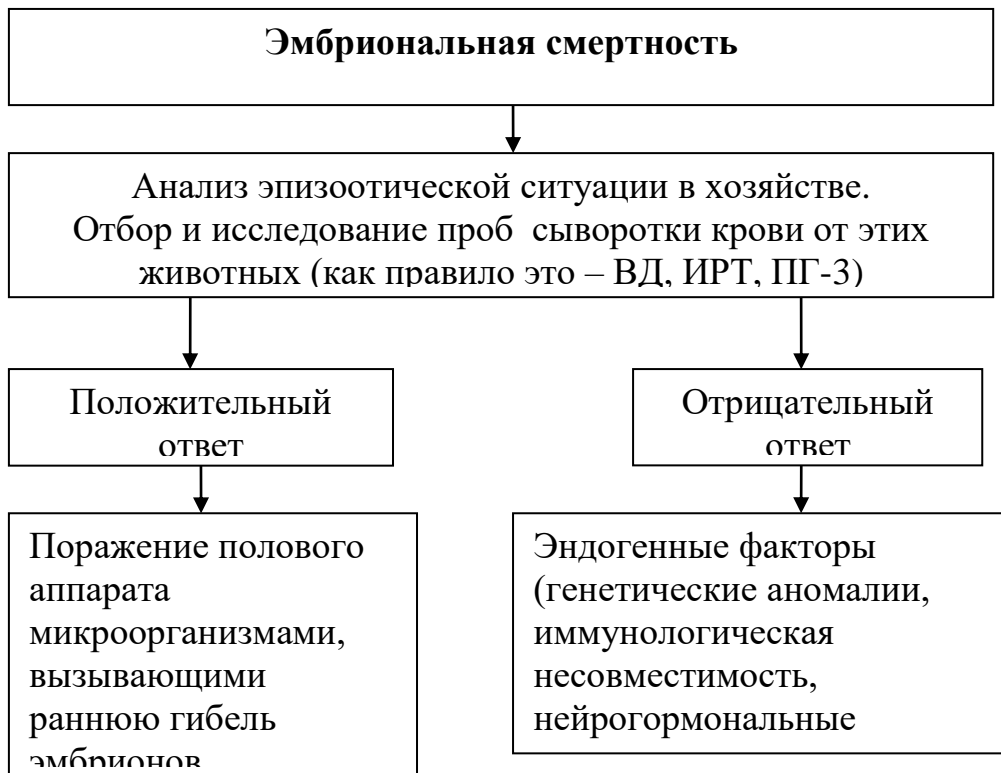 Эмбриональная смертность
Анализ эпизоотической ситуации в хозяйстве.
Отбор и исследование проб сыворотки крови от этих
животных (как правило это – ВД, ИРТ, ПГ-3)
Положительный
ответ
Отрицательный
ответ
Поражение полового
аппарата
микроорганизмами,
вызывающими
раннюю гибель
эмбрионов
Эндогенные факторы
(генетические аномалии,
иммунологическая
несовместимость,
нейрогормональные